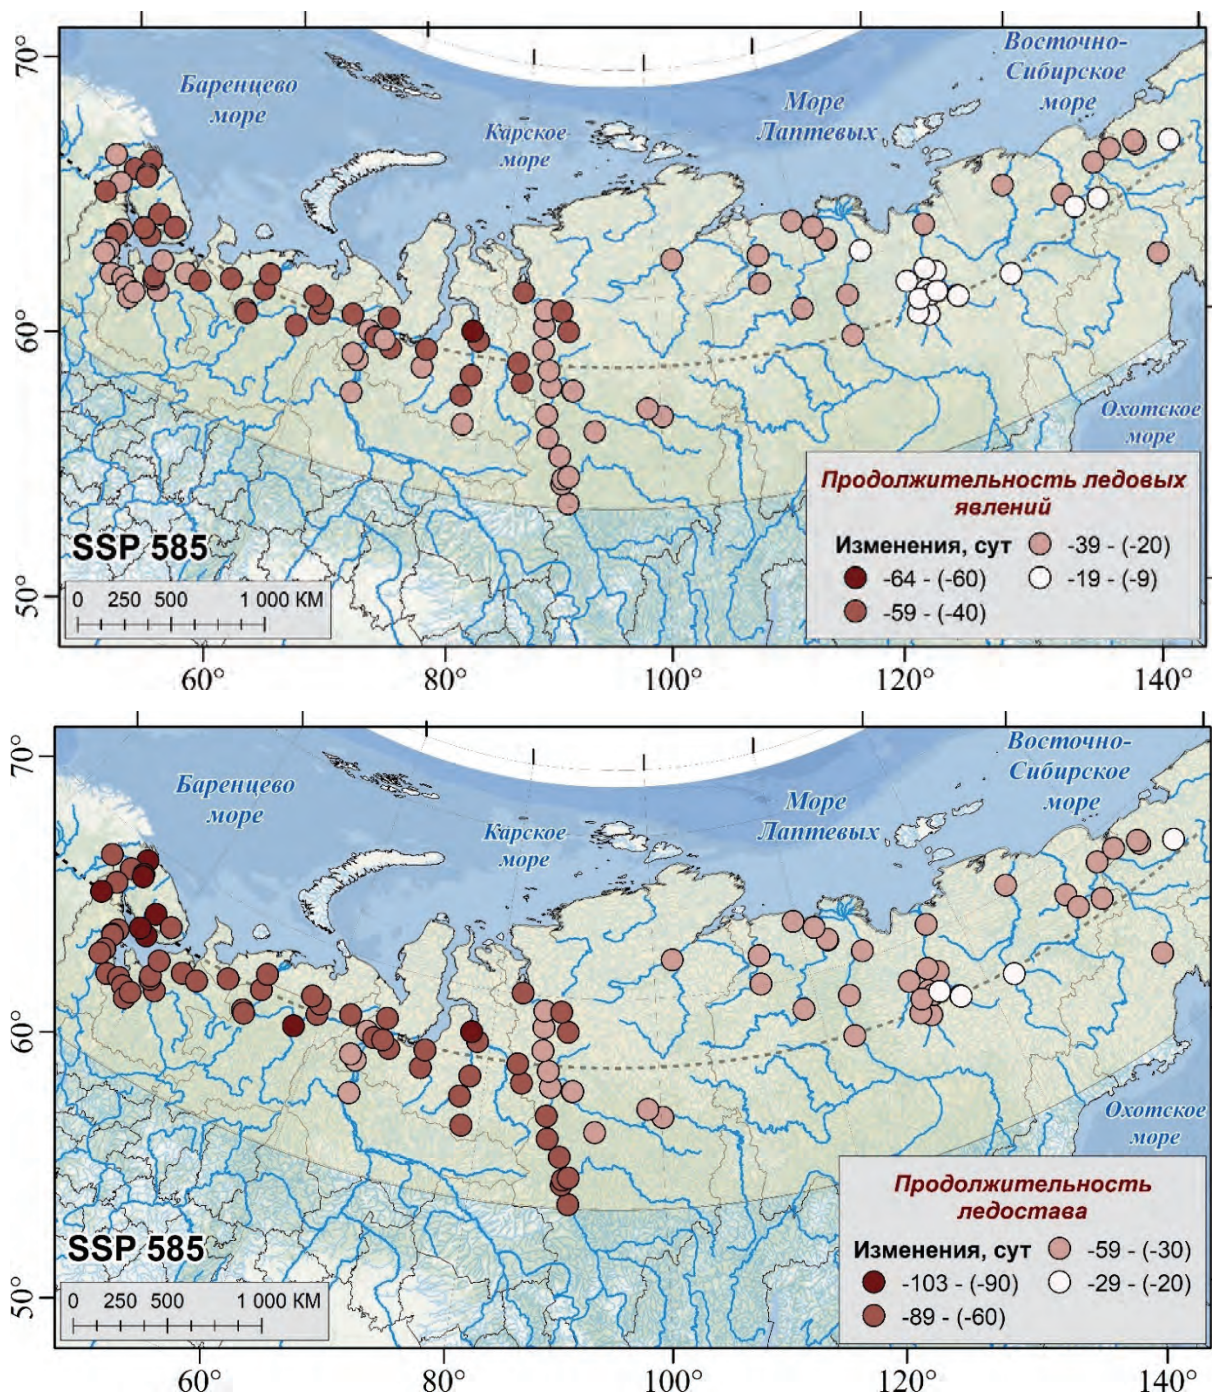 70°
60°
50°
Баренцево
море
Карское
море
Море
Лаптевых
Восточно-
Сибирское
море
Охотское
море
SSP 585
0 250 500 1 000 КМ
Продолжительность ледовых
явлений
Изменения, сут
-64 - (-60)
-59 - (-40)
-39 - (-20)
-19 - (-9)
60° 80° 100° 120° 140°
70°
60°
50°
Баренцево
море
Карское
море
Море
Лаптевых
Восточно-
Сибирское
море
Охотское
море
SSP 585
0 250 500 1 000 КМ
Продолжительность
ледостава
Изменения, сут
-103 - (-90)
-89 - (-60)
-59 - (-30)
-29 - (-20)
60° 80° 100° 120° 140°